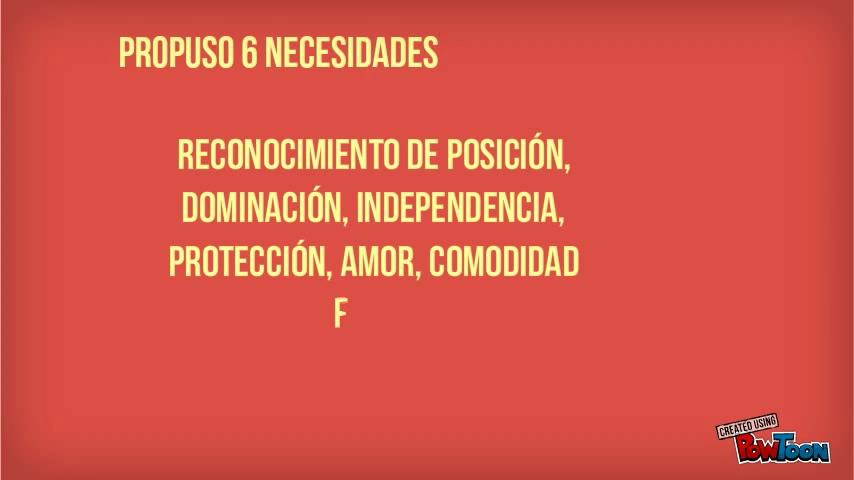 PROPUSO 6 NECESIDADES
RECONOCIMIENTO DE POSICIÓN,
DOMINACIÓN, INDEPENDENCIA,
PROTECCIÓN, AMOR, COMODIDAD
F
CREATED USING
POWTOON